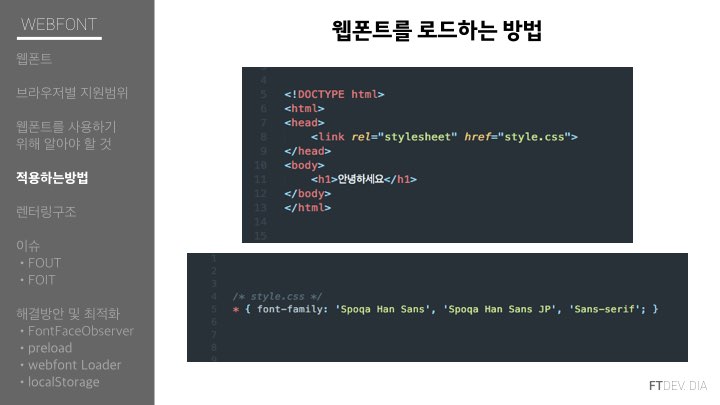 WEBFONT
웹폰트
브라우저별 지원범위
웹폰트를 사용하기
위해 알아야 할 것
적용하는방법
렌터링구조
이슈
• FOUT
• FOIT
해결방안 및 최적화
• FontFaceObserver
• preload
• webfont Loader
• localStorage
웹폰트를 로드하는 방법
4
5 <!DOCTYPE html>
6 <html>
7 <head>
8 <link rel="stylesheet" href="style.css">
9 </head>
10 <body>
11 <h1>안녕하세요</h1>
12 </body>
13 </html>
14
15
1
2
3
4 /* style.css */
5 * { font-family: 'Spoqa Han Sans', 'Spoqa Han Sans JP', 'Sans-serif'; }
6
7
8
9
FTDEV. DIA